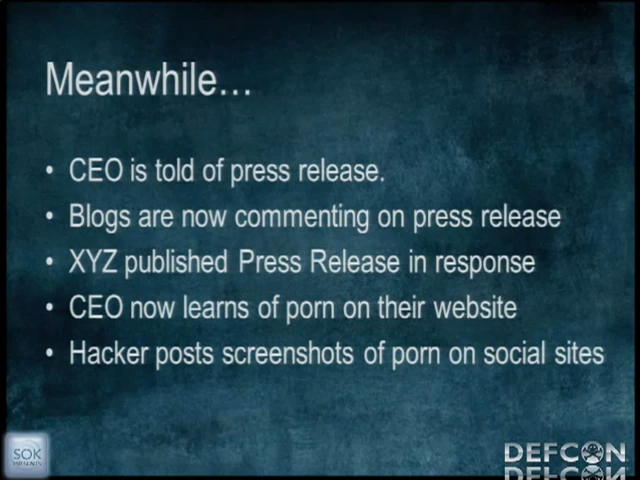 Meanwhile…
• CEO is told of press release.
• Blogs are now commenting on press release
• XYZ published Press Release in response
• CEO now learns of porn on their website
• Hacker posts screenshots of porn on social sites
SOK
PRESENTS
DEFCON